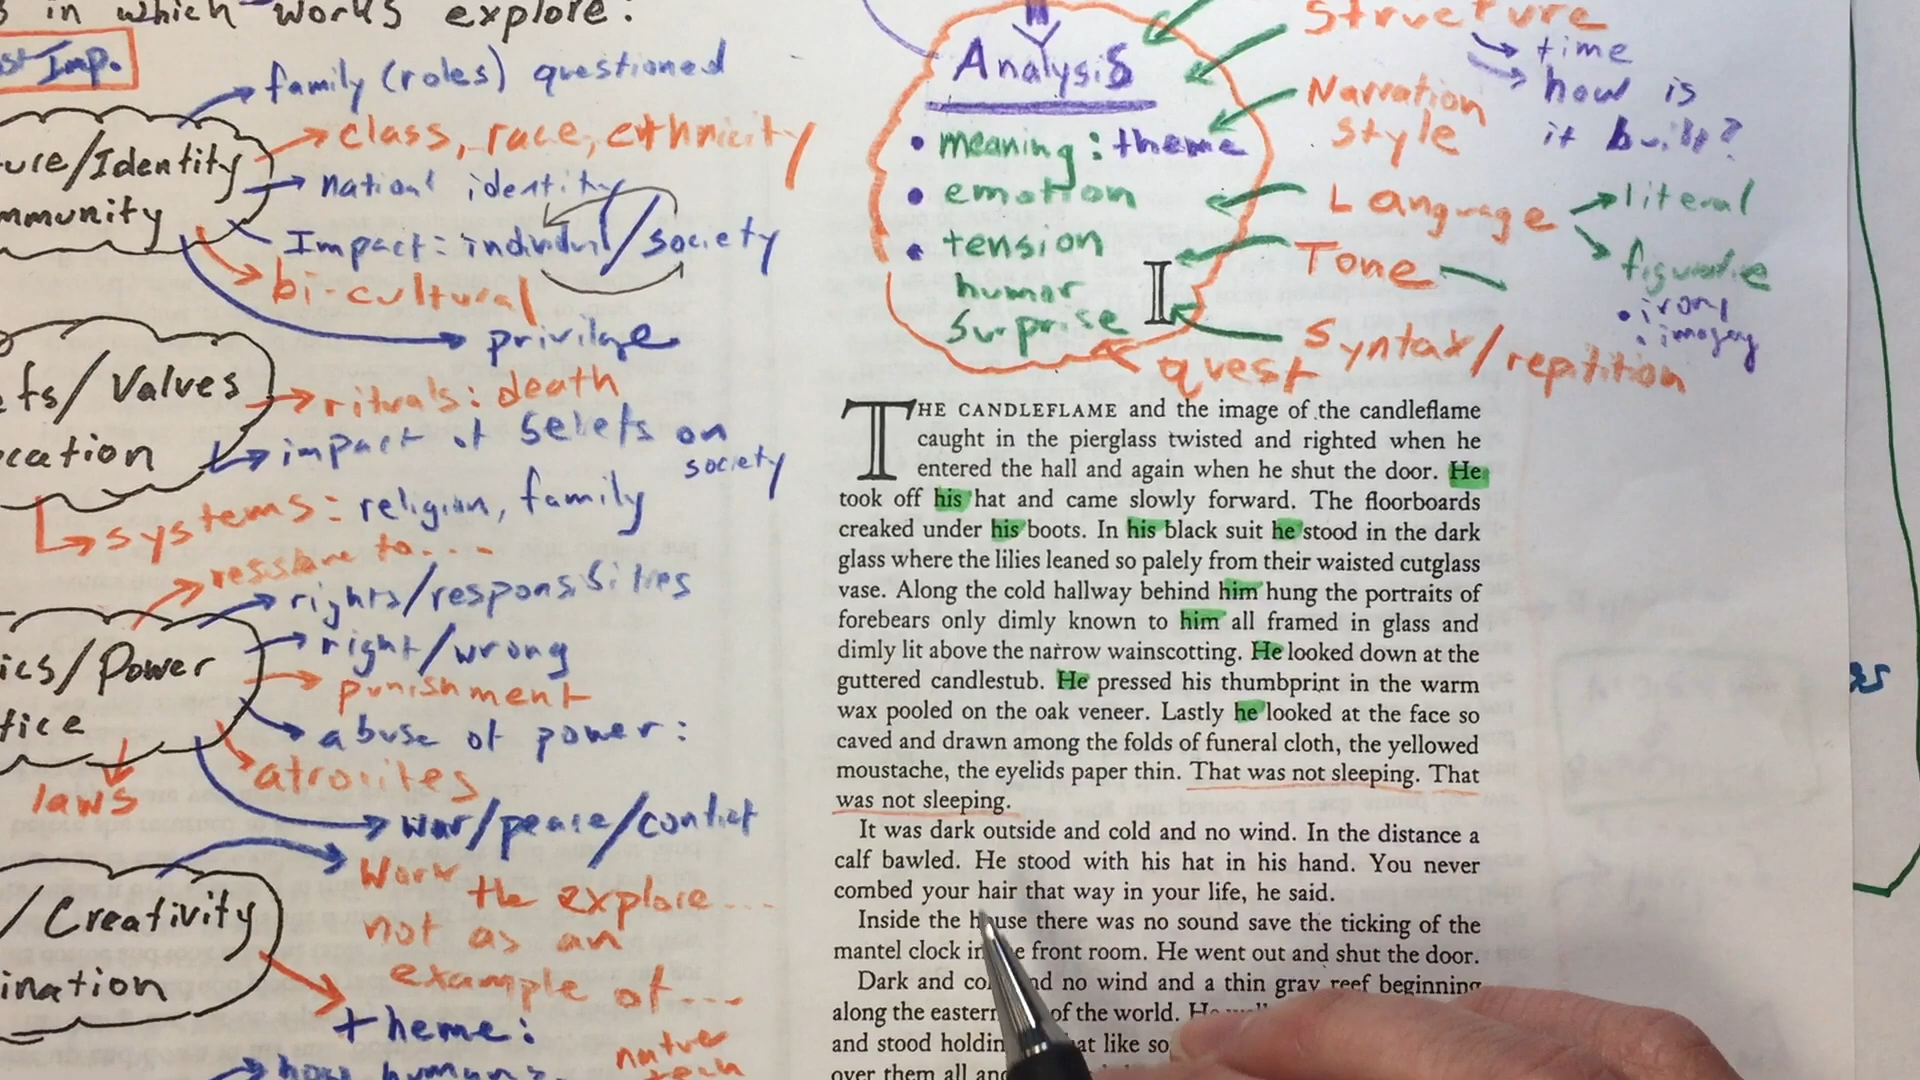 in which works explore:
st Imp.
family (roles) questioned
class, race, ethnicity
ure/Identity
national identity
mmunity
Impact: individual/society
bi-cultural
privilage
fs/Values
rituals: death
cation
impact of beliefs on
society
systems: religion, family
to....
rights/responsibilities
right/wrong
ics/Power
punishment
tice
abuse of power:
atrosites
laws
war/peace/conflict
Work the explore...
not as an
example of...
/Creativity
ination
theme:
Analysis
• meaning: theme
• emotion
• tension
humor
surprise
quest
Structure
time
how is
it built?
Narration
style
Language
literal
figurative
• irony
• imagery
Tone
Syntax/reptition
THE CANDLEFLAME and the image of the candleflame
caught in the pierglass twisted and righted when he
entered the hall and again when he shut the door. He
took off his hat and came slowly forward. The floorboards
creaked under his boots. In his black suit he stood in the dark
glass where the lilies leaned so palely from their waisted cutglass
vase. Along the cold hallway behind him hung the portraits of
forebears only dimly known to him all framed in glass and
dimly lit above the narrow wainscotting. He looked down at the
guttered candlestub. He pressed his thumbprint in the warm
wax pooled on the oak veneer. Lastly he looked at the face so
caved and drawn among the folds of funeral cloth, the yellowed
moustache, the eyelids paper thin. That was not sleeping. That
was not sleeping.
It was dark outside and cold and no wind. In the distance a
calf bawled. He stood with his hat in his hand. You never
combed your hair that way in your life, he said.
Inside the house there was no sound save the ticking of the
mantel clock in e front room. He went out and shut the door.
Dark and co nd no wind and a thin gray reef beginning
along the eastern of the world. He
and stood holdin at like so
over them all and